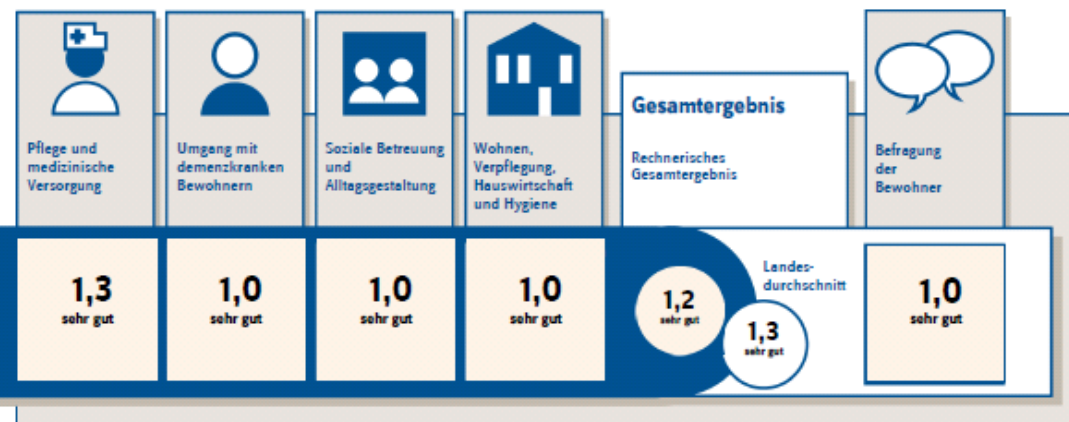 Pflege und
medizinische
Versorgung
Umgang mit
demenzkranken
Bewohnern
Soziale Betreuung
und
Alltagsgestaltung
Wohnen,
Verpflegung,
Hauswirtschaft
und Hygiene
Gesamtergebnis
Rechnerisches
Gesamtergebnis
Befragung
der
Bewohner
1,3
sehr gut
1,0
sehr gut
1,0
sehr gut
1,0
sehr gut
1,2
sehr gut
Landes-
durchschnitt
1,3
sehr gut
1,0
sehr gut